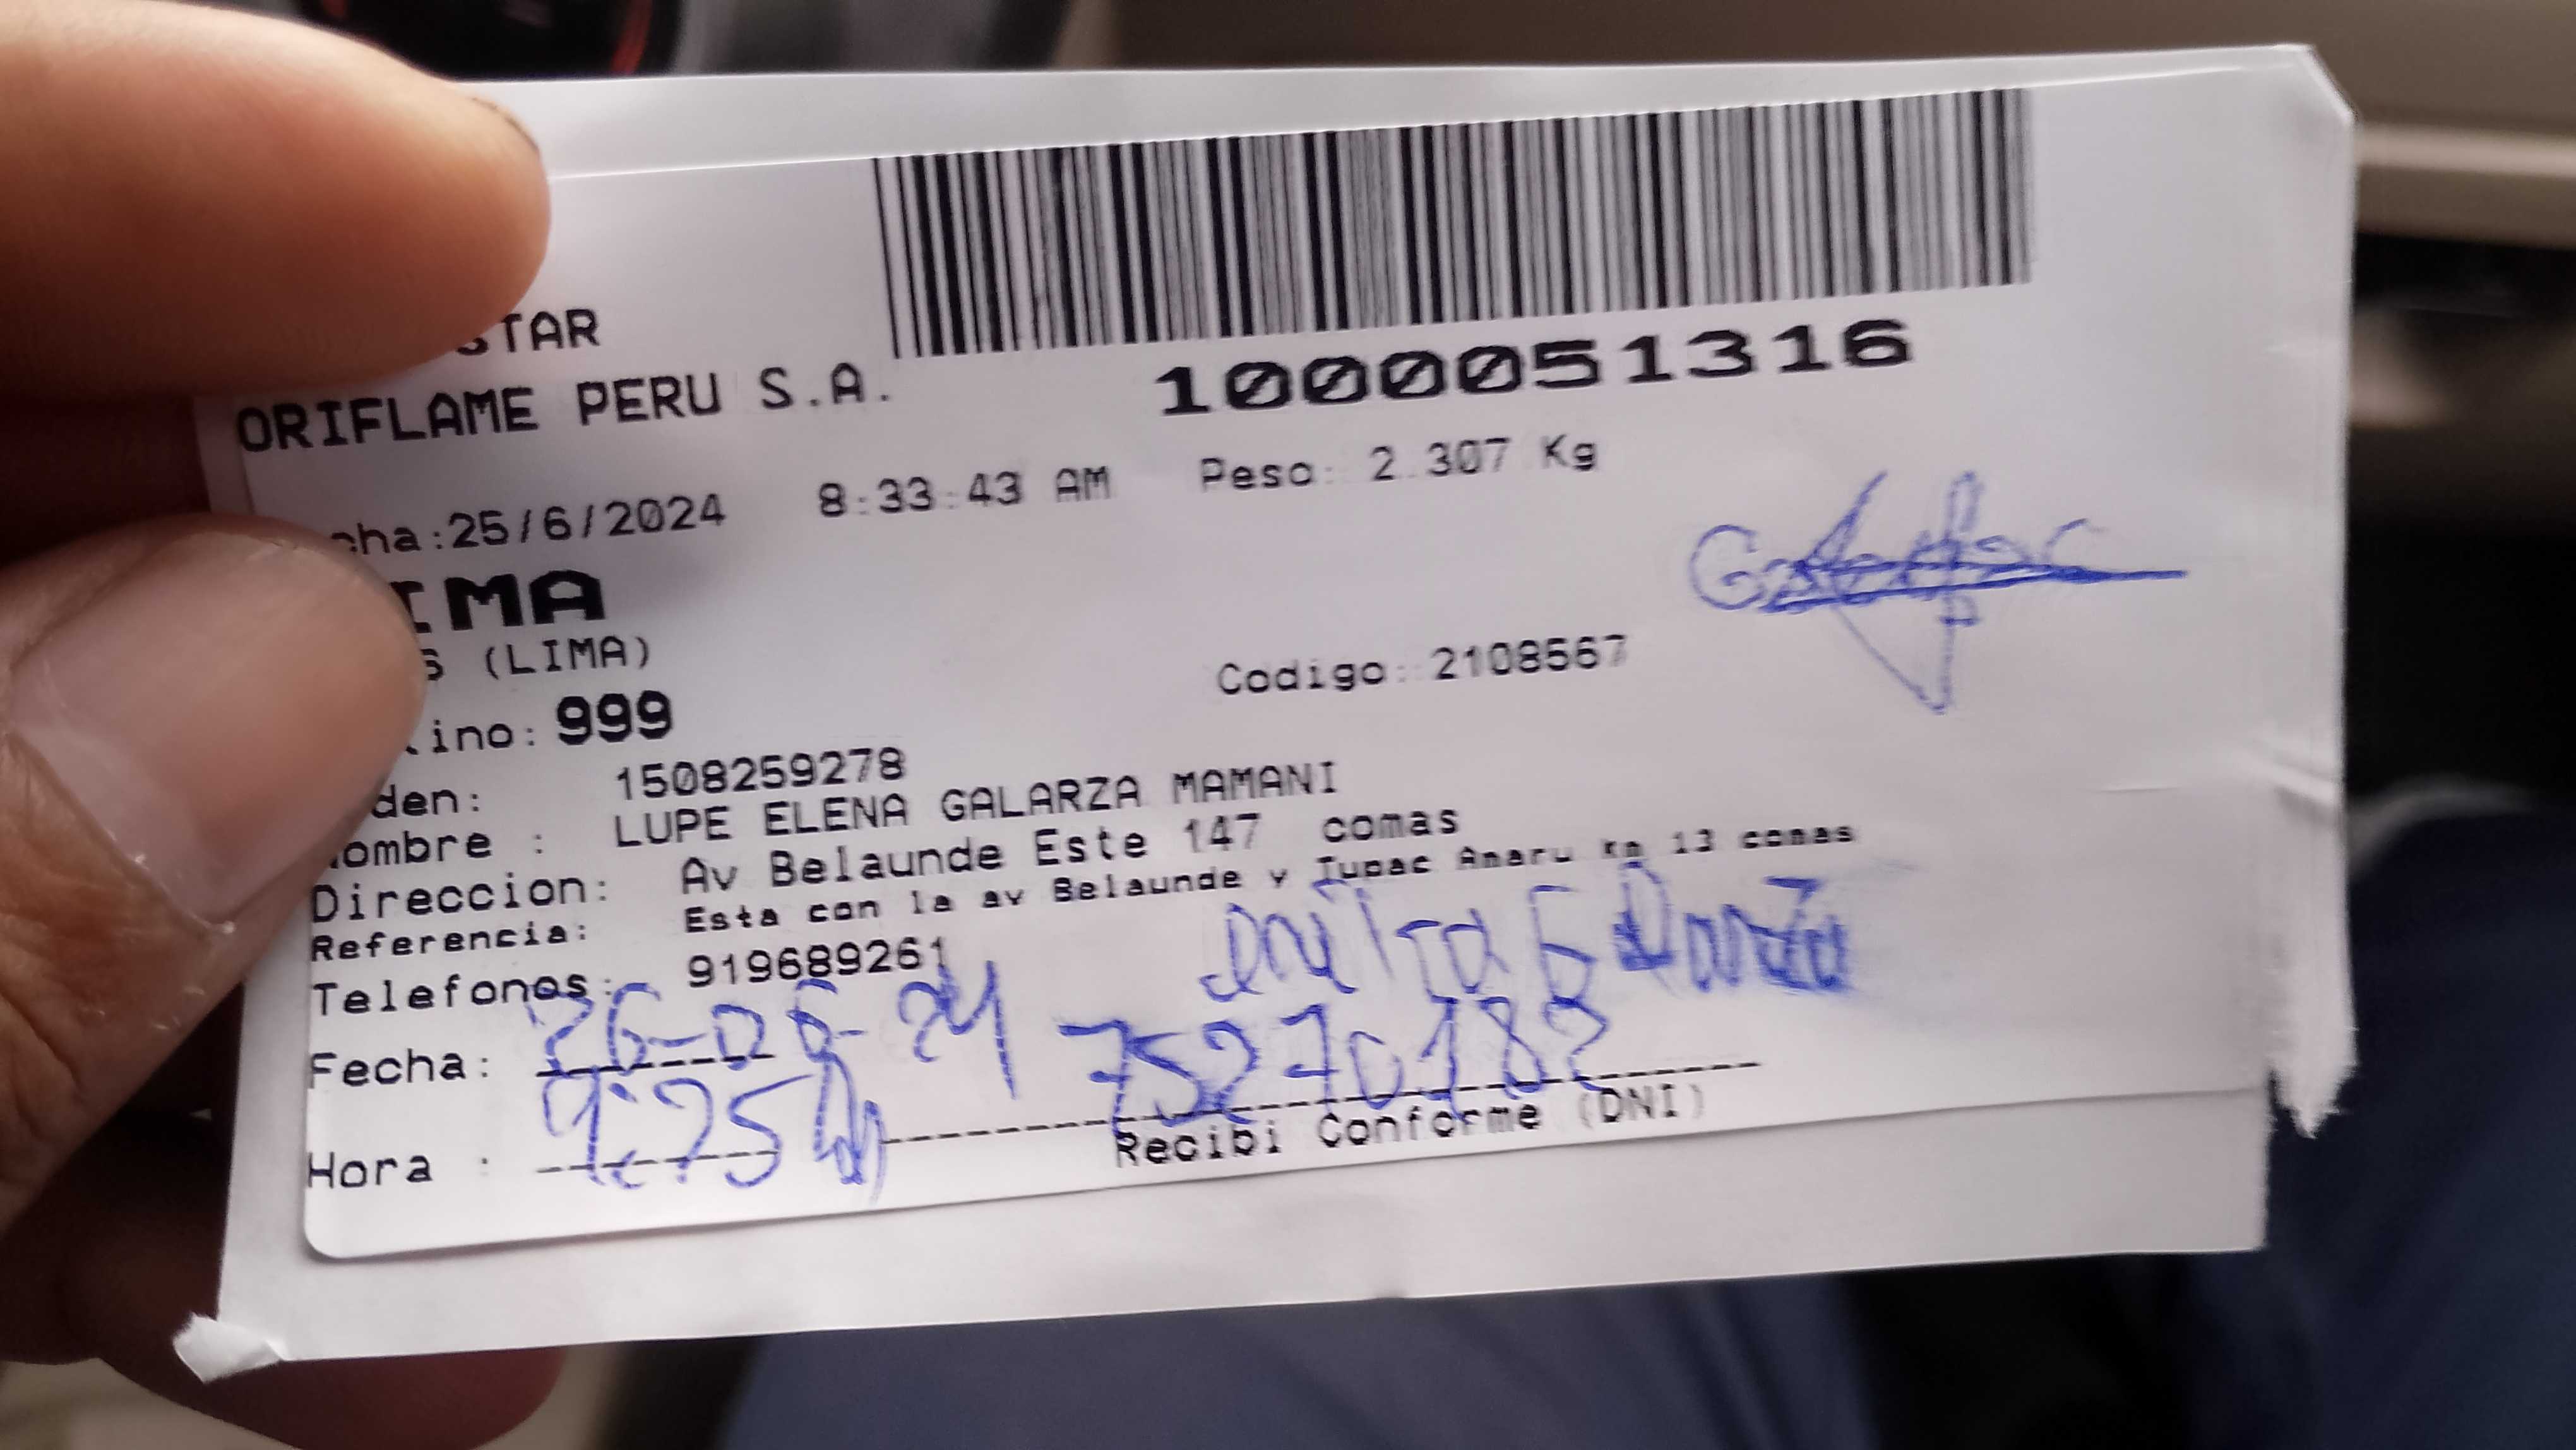 STAR
ORIFLAME PERU S.A.
1000051316
cha:25/6/2024 8:33:43 AM Peso: 2.307 Kg
IMA
S (LIMA)
Codigo: 2108567
tino: 999
den: 1508259278
ombre : LUPE ELENA GALARZA MAMANI
Direccion: Av Belaunde Este 147 comas
Referencia: Esta con la av Belaunde y Tupac Amaru km 13 comas
Telefonos: 919689261
Galarza
Fecha: 26-06-24 75270182
Hora :
Recibi Conforme (DNI)